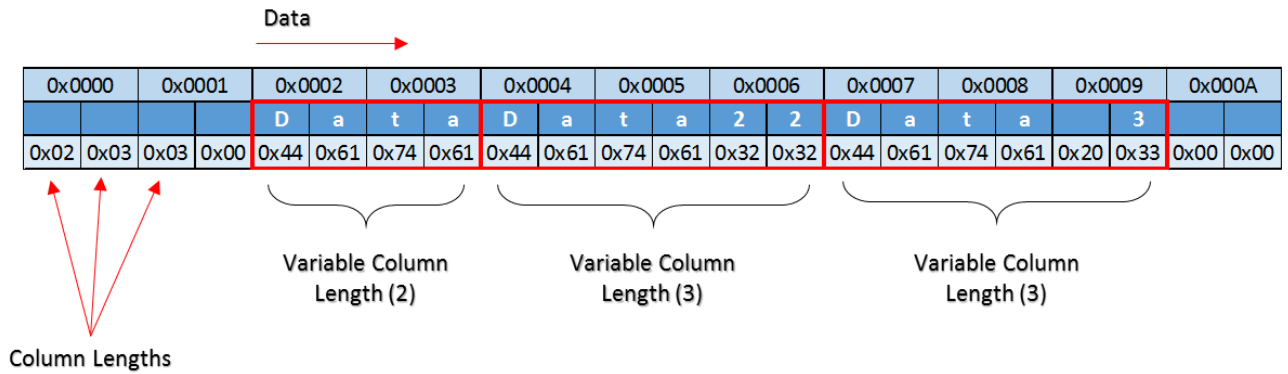 Data
0x0000 0x0001 0x0002 0x0003 0x0004 0x0005 0x0006 0x0007 0x0008 0x0009 0x000A
D a t a D a t a 2 2 D a t a 3
0x02 0x03 0x03 0x00 0x44 0x61 0x74 0x61 0x44 0x61 0x74 0x61 0x32 0x32 0x44 0x61 0x74 0x61 0x20 0x33 0x00 0x00
Variable Column
Length (2)
Variable Column
Length (3)
Variable Column
Length (3)
Column Lengths